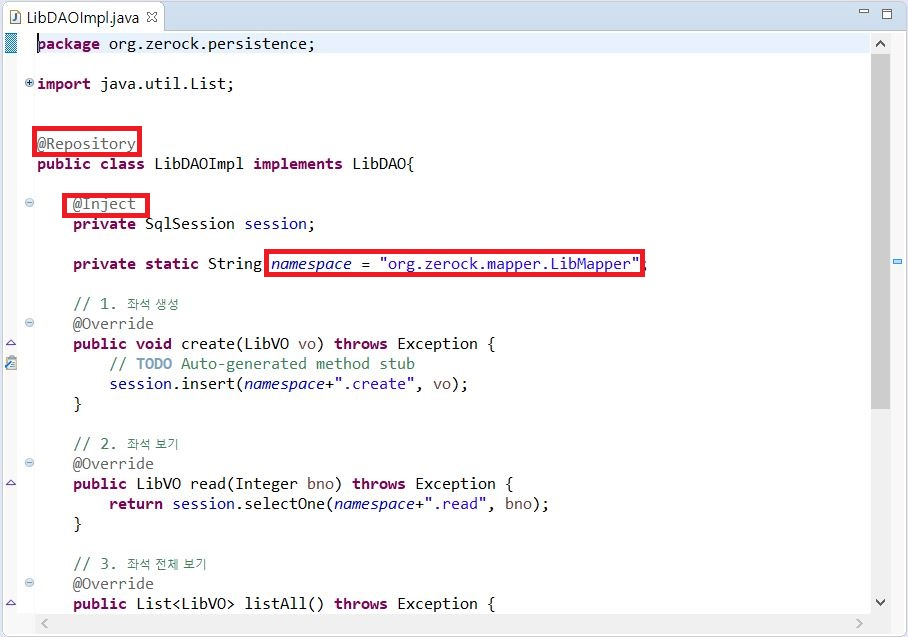 LibDAOImpl.java
package org.zerock.persistence;
import java.util.List;
@Repository
public class LibDAOImpl implements LibDAO{
@Inject
private SqlSession session;
private static String namespace = "org.zerock.mapper.LibMapper";
// 1. 좌석 생성
@Override
public void create(LibVO vo) throws Exception {
// TODO Auto-generated method stub
session.insert(namespace+".create", vo);
}
// 2. 좌석 보기
@Override
public LibVO read(Integer bno) throws Exception {
return session.selectOne(namespace+".read", bno);
}
// 3. 좌석 전체 보기
@Override
public List<LibVO> listAll() throws Exception {